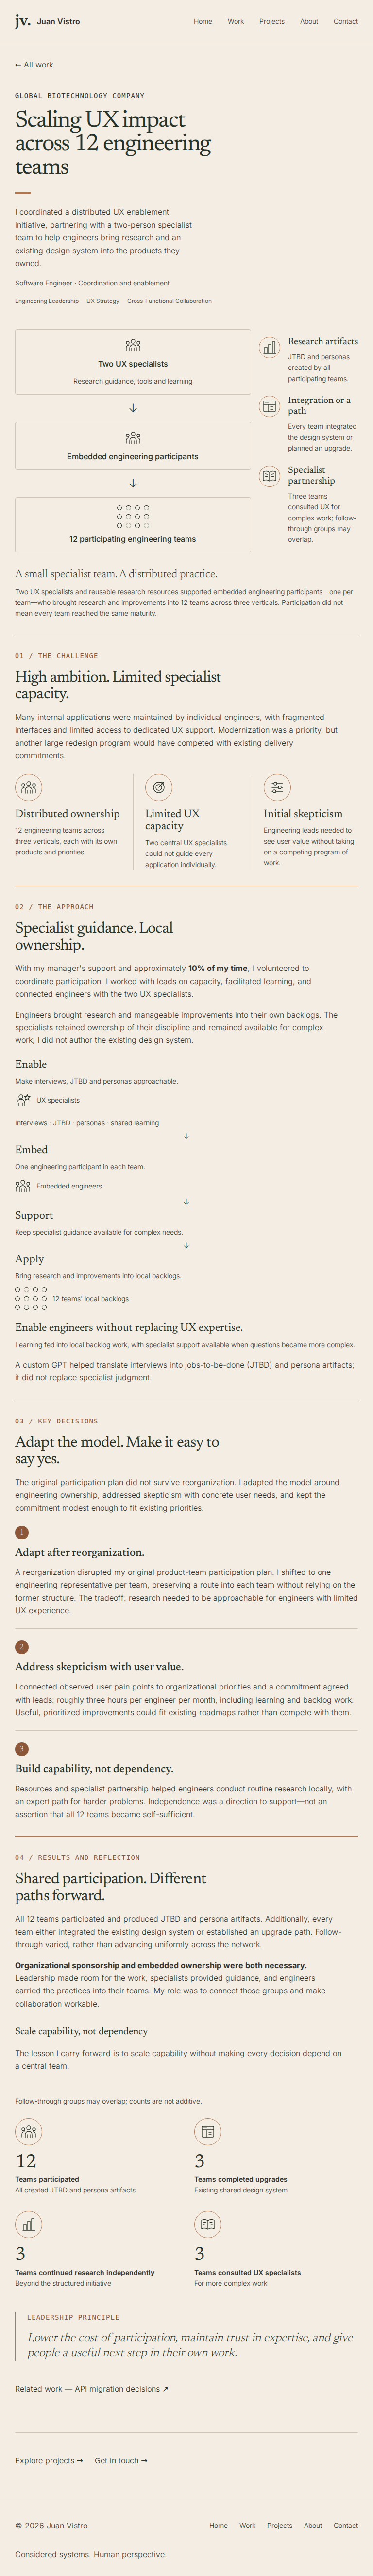 jv. Juan Vistro
Home Work Projects About Contact
← All work
GLOBAL BIOTECHNOLOGY COMPANY
Scaling UX impact
across 12 engineering
teams
I coordinated a distributed UX enablement
initiative, partnering with a two-person specialist
team to help engineers bring research and an
existing design system into the products they
owned.
Software Engineer · Coordination and enablement
Engineering Leadership UX Strategy Cross-Functional Collaboration
Two UX specialists
Research guidance, tools and learning
↓
Embedded engineering participants
↓
12 participating engineering teams
Research artifacts
JTBD and personas
created by all
participating teams.
Integration or a
path
Every team integrated
the design system or
planned an upgrade.
Specialist
partnership
Three teams
consulted UX for
complex work; follow-
through groups may
overlap.
A small specialist team. A distributed practice.
Two UX specialists and reusable research resources supported embedded engineering participants—one per
team—who brought research and improvements into 12 teams across three verticals. Participation did not
mean every team reached the same maturity.
01 / THE CHALLENGE
High ambition. Limited specialist
capacity.
Many internal applications were maintained by individual engineers, with fragmented
interfaces and limited access to dedicated UX support. Modernization was a priority, but
another large redesign program would have competed with existing delivery
commitments.
Distributed ownership
12 engineering teams across
three verticals, each with its own
products and priorities.
Limited UX
capacity
Two central UX specialists
could not guide every
application individually.
Initial skepticism
Engineering leads needed to
see user value without taking
on a competing program of
work.
02 / THE APPROACH
Specialist guidance. Local
ownership.
With my manager's support and approximately 10% of my time, I volunteered to
coordinate participation. I worked with leads on capacity, facilitated learning, and
connected engineers with the two UX specialists.
Engineers brought research and manageable improvements into their own backlogs. The
specialists retained ownership of their discipline and remained available for complex
work; I did not author the existing design system.
Enable
Make interviews, JTBD and personas approachable.
UX specialists
Interviews · JTBD · personas · shared learning
↓
Embed
One engineering participant in each team.
Embedded engineers
↓
Support
Keep specialist guidance available for complex needs.
↓
Apply
Bring research and improvements into local backlogs.
12 teams' local backlogs
Enable engineers without replacing UX expertise.
Learning fed into local backlog work, with specialist support available when questions became more complex.
A custom GPT helped translate interviews into jobs-to-be-done (JTBD) and persona artifacts;
it did not replace specialist judgment.
03 / KEY DECISIONS
Adapt the model. Make it easy to
say yes.
The original participation plan did not survive reorganization. I adapted the model around
engineering ownership, addressed skepticism with concrete user needs, and kept the
commitment modest enough to fit existing priorities.
1
Adapt after reorganization.
A reorganization disrupted my original product-team participation plan. I shifted to one
engineering representative per team, preserving a route into each team without relying on the
former structure. The tradeoff: research needed to be approachable for engineers with limited
UX experience.
2
Address skepticism with user value.
I connected observed user pain points to organizational priorities and a commitment agreed
with leads: roughly three hours per engineer per month, including learning and backlog work.
Useful, prioritized improvements could fit existing roadmaps rather than compete with them.
3
Build capability, not dependency.
Resources and specialist partnership helped engineers conduct routine research locally, with
an expert path for harder problems. Independence was a direction to support—not an
assertion that all 12 teams became self-sufficient.
04 / RESULTS AND REFLECTION
Shared participation. Different
paths forward.
All 12 teams participated and produced JTBD and persona artifacts. Additionally, every
team either integrated the existing design system or established an upgrade path. Follow-
through varied, rather than advancing uniformly across the network.
Organizational sponsorship and embedded ownership were both necessary.
Leadership made room for the work, specialists provided guidance, and engineers
carried the practices into their teams. My role was to connect those groups and make
collaboration workable.
Scale capability, not dependency
The lesson I carry forward is to scale capability without making every decision depend on
a central team.
Follow-through groups may overlap; counts are not additive.
12
Teams participated
All created JTBD and persona artifacts
3
Teams completed upgrades
Existing shared design system
3
Teams continued research independently
Beyond the structured initiative
3
Teams consulted UX specialists
For more complex work
LEADERSHIP PRINCIPLE
Lower the cost of participation, maintain trust in expertise, and give
people a useful next step in their own work.
Related work — API migration decisions ↗
Explore projects → Get in touch →
© 2026 Juan Vistro
Home Work Projects About Contact
Considered systems. Human perspective.